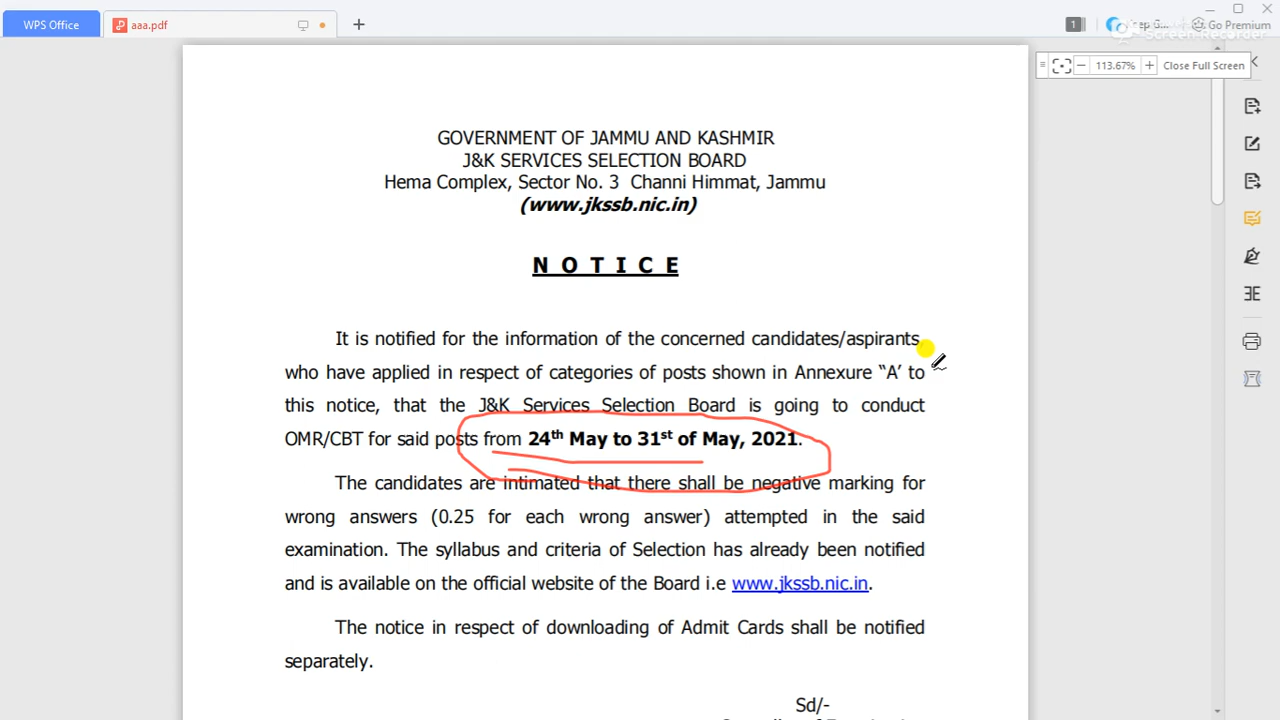 WPS Office
aaa.pdf
1
Go Premium
Screen Recorder
113.67%
Close Full Screen
GOVERNMENT OF JAMMU AND KASHMIR
J&K SERVICES SELECTION BOARD
Hema Complex, Sector No. 3 Channi Himmat, Jammu
(www.jkssb.nic.in)
N O T I C E
It is notified for the information of the concerned candidates/aspirants,
who have applied in respect of categories of posts shown in Annexure “A’ to
this notice, that the J&K Services Selection Board is going to conduct
OMR/CBT for said posts from 24th May to 31st of May, 2021.
The candidates are intimated that there shall be negative marking for
wrong answers (0.25 for each wrong answer) attempted in the said
examination. The syllabus and criteria of Selection has already been notified
and is available on the official website of the Board i.e www.jkssb.nic.in.
The notice in respect of downloading of Admit Cards shall be notified
separately.
Sd/-